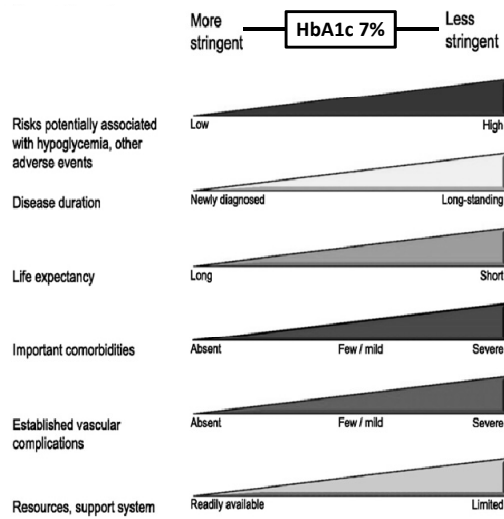 More stringent
HbA1c 7%
Less stringent
Risks potentially associated
with hypoglycemia, other
adverse events
Low
High
Disease duration
Newly diagnosed
Long-standing
Life expectancy
Long
Short
Important comorbidities
Absent
Few / mild
Severe
Established vascular
complications
Absent
Few / mild
Severe
Resources, support system
Readily available
Limited